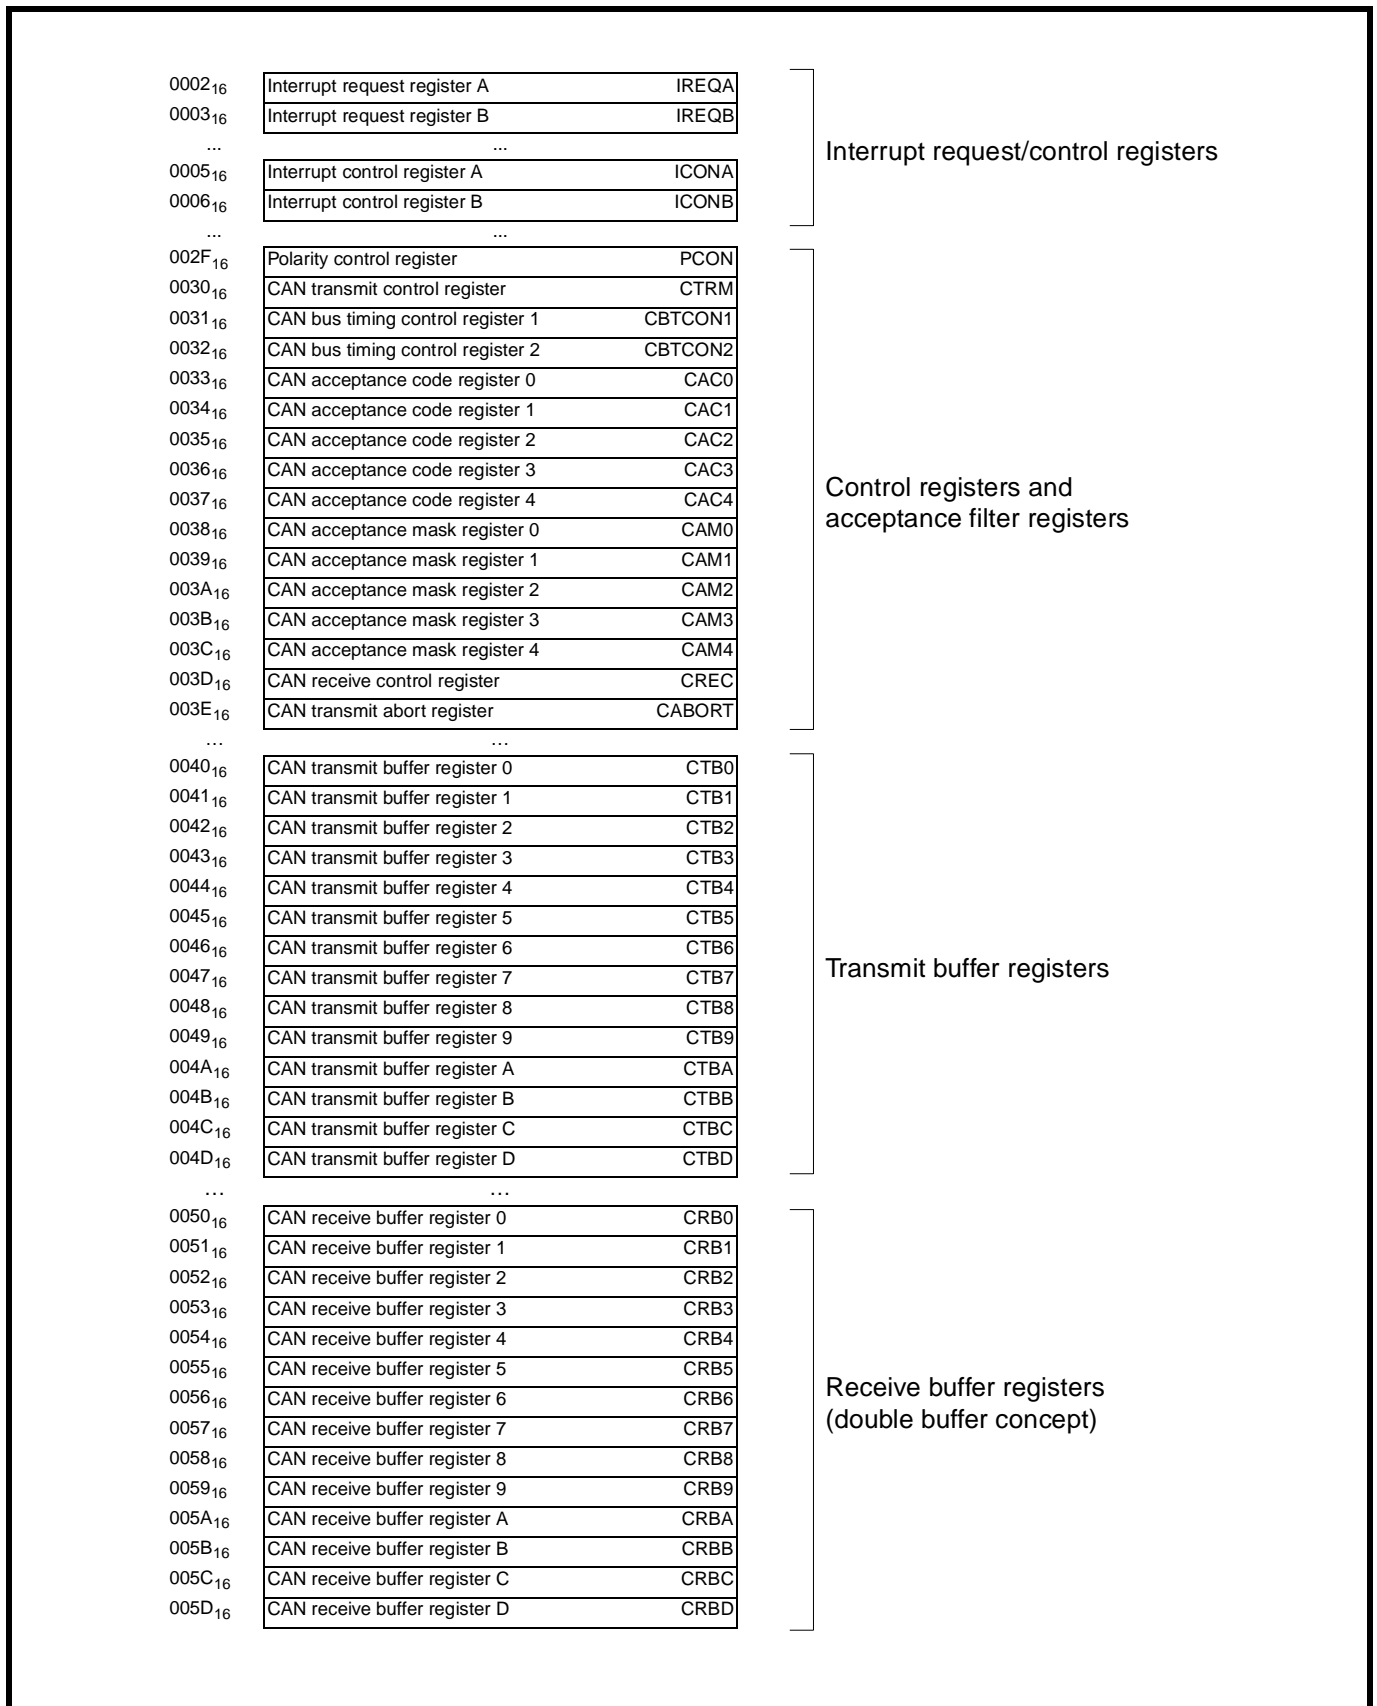 0002₁₆ Interrupt request register A IREQA
0003₁₆ Interrupt request register B IREQB
... ...
Interrupt request/control registers
0005₁₆ Interrupt control register A ICONA
0006₁₆ Interrupt control register B ICONB
... ...
002F₁₆ Polarity control register PCON
0030₁₆ CAN transmit control register CTRM
0031₁₆ CAN bus timing control register 1 CBTCON1
0032₁₆ CAN bus timing control register 2 CBTCON2
0033₁₆ CAN acceptance code register 0 CAC0
0034₁₆ CAN acceptance code register 1 CAC1
0035₁₆ CAN acceptance code register 2 CAC2
0036₁₆ CAN acceptance code register 3 CAC3
0037₁₆ CAN acceptance code register 4 CAC4
Control registers and
acceptance filter registers
0038₁₆ CAN acceptance mask register 0 CAM0
0039₁₆ CAN acceptance mask register 1 CAM1
003A₁₆ CAN acceptance mask register 2 CAM2
003B₁₆ CAN acceptance mask register 3 CAM3
003C₁₆ CAN acceptance mask register 4 CAM4
003D₁₆ CAN receive control register CREC
003E₁₆ CAN transmit abort register CABORT
... ...
0040₁₆ CAN transmit buffer register 0 CTB0
0041₁₆ CAN transmit buffer register 1 CTB1
0042₁₆ CAN transmit buffer register 2 CTB2
0043₁₆ CAN transmit buffer register 3 CTB3
0044₁₆ CAN transmit buffer register 4 CTB4
0045₁₆ CAN transmit buffer register 5 CTB5
0046₁₆ CAN transmit buffer register 6 CTB6
Transmit buffer registers
0047₁₆ CAN transmit buffer register 7 CTB7
0048₁₆ CAN transmit buffer register 8 CTB8
0049₁₆ CAN transmit buffer register 9 CTB9
004A₁₆ CAN transmit buffer register A CTBA
004B₁₆ CAN transmit buffer register B CTBB
004C₁₆ CAN transmit buffer register C CTBC
004D₁₆ CAN transmit buffer register D CTBD
... ...
0050₁₆ CAN receive buffer register 0 CRB0
0051₁₆ CAN receive buffer register 1 CRB1
0052₁₆ CAN receive buffer register 2 CRB2
0053₁₆ CAN receive buffer register 3 CRB3
0054₁₆ CAN receive buffer register 4 CRB4
0055₁₆ CAN receive buffer register 5 CRB5
0056₁₆ CAN receive buffer register 6 CRB6
Receive buffer registers
(double buffer concept)
0057₁₆ CAN receive buffer register 7 CRB7
0058₁₆ CAN receive buffer register 8 CRB8
0059₁₆ CAN receive buffer register 9 CRB9
005A₁₆ CAN receive buffer register A CRBA
005B₁₆ CAN receive buffer register B CRBB
005C₁₆ CAN receive buffer register C CRBC
005D₁₆ CAN receive buffer register D CRBD